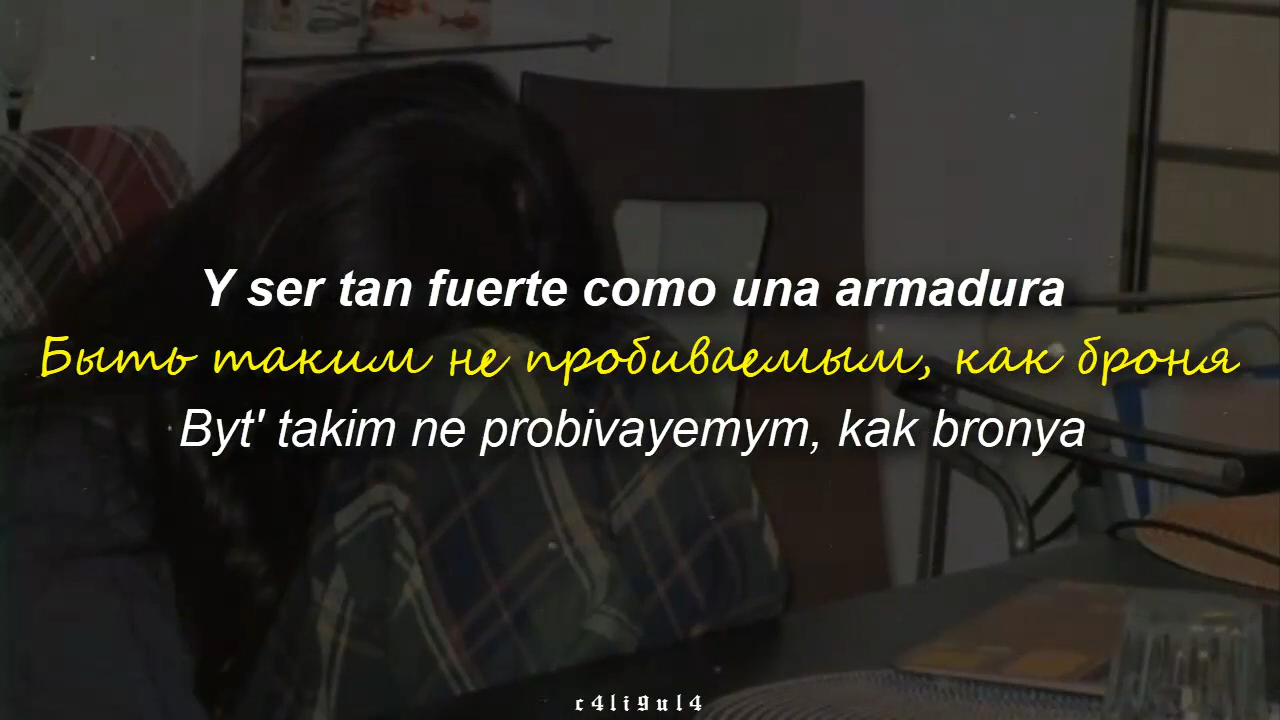 Y ser tan fuerte como una armadura
Быть таким не пробиваемым, как броня
Byt' takim ne probivayemym, kak bronya
c4li9ul4